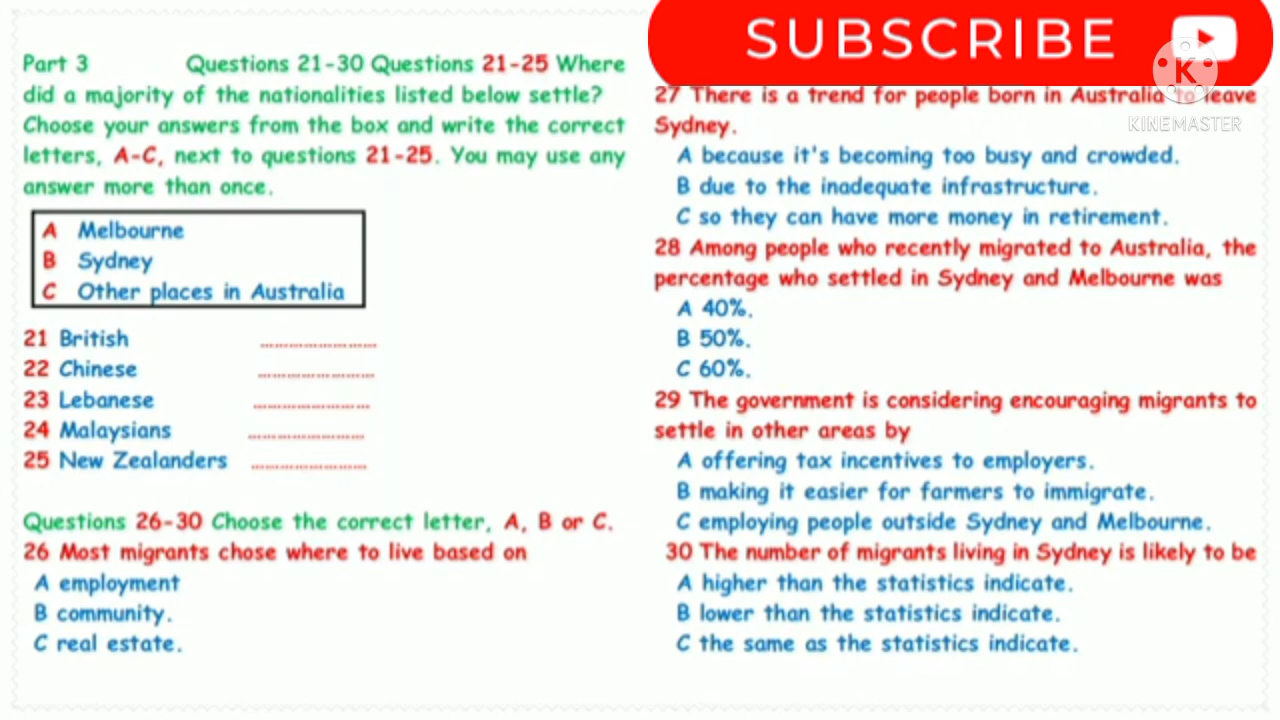 Part 3 Questions 21-30 Questions 21-25 Where
did a majority of the nationalities listed below settle?
Choose your answers from the box and write the correct
letters, A-C, next to questions 21-25. You may use any
answer more than once.
A Melbourne
B Sydney
C Other places in Australia
21 British ........................
22 Chinese ........................
23 Lebanese ........................
24 Malaysians ........................
25 New Zealanders ........................
Questions 26-30 Choose the correct letter, A, B or C.
26 Most migrants chose where to live based on
A employment
B community.
C real estate.
SUBSCRIBE
K
KINEMASTER
27 There is a trend for people born in Australia to leave
Sydney.
A because it's becoming too busy and crowded.
B due to the inadequate infrastructure.
C so they can have more money in retirement.
28 Among people who recently migrated to Australia, the
percentage who settled in Sydney and Melbourne was
A 40%.
B 50%.
C 60%.
29 The government is considering encouraging migrants to
settle in other areas by
A offering tax incentives to employers.
B making it easier for farmers to immigrate.
C employing people outside Sydney and Melbourne.
30 The number of migrants living in Sydney is likely to be
A higher than the statistics indicate.
B lower than the statistics indicate.
C the same as the statistics indicate.